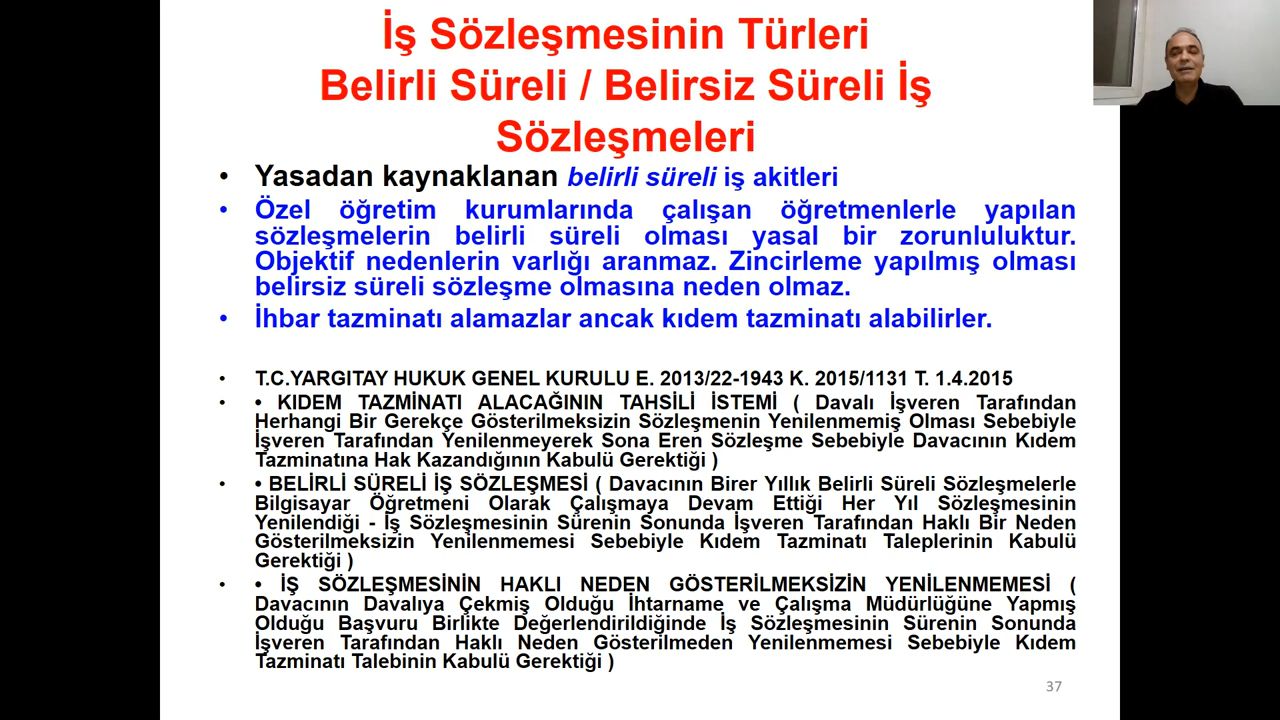 İş Sözleşmesinin Türleri
Belirli Süreli / Belirsiz Süreli İş
Sözleşmeleri
• Yasadan kaynaklanan belirli süreli iş akitleri
• Özel öğretim kurumlarında çalışan öğretmenlerle yapılan
sözleşmelerin belirli süreli olması yasal bir zorunluluktur.
Objektif nedenlerin varlığı aranmaz. Zincirleme yapılmış olması
belirsiz süreli sözleşme olmasına neden olmaz.
• İhbar tazminatı alamazlar ancak kıdem tazminatı alabilirler.
• T.C.YARGITAY HUKUK GENEL KURULU E. 2013/22-1943 K. 2015/1131 T. 1.4.2015
• • KIDEM TAZMİNATI ALACAĞININ TAHSİLİ İSTEMİ ( Davalı İşveren Tarafından
Herhangi Bir Gerekçe Gösterilmeksizin Sözleşmenin Yenilenmemiş Olması Sebebiyle
İşveren Tarafından Yenilenmeyerek Sona Eren Sözleşme Sebebiyle Davacının Kıdem
Tazminatına Hak Kazandığının Kabulü Gerektiği )
• • BELİRLİ SÜRELİ İŞ SÖZLEŞMESİ ( Davacının Birer Yıllık Belirli Süreli Sözleşmelerle
Bilgisayar Öğretmeni Olarak Çalışmaya Devam Ettiği Her Yıl Sözleşmesinin
Yenilendiği - İş Sözleşmesinin Sürenin Sonunda İşveren Tarafından Haklı Bir Neden
Gösterilmeksizin Yenilenmemesi Sebebiyle Kıdem Tazminatı Taleplerinin Kabulü
Gerektiği )
• • İŞ SÖZLEŞMESİNİN HAKLI NEDEN GÖSTERİLMEKSİZİN YENİLENMEMESİ (
Davacının Davalıya Çekmiş Olduğu İhtarname ve Çalışma Müdürlüğüne Yapmış
Olduğu Başvuru Birlikte Değerlendirildiğinde İş Sözleşmesinin Sürenin Sonunda
İşveren Tarafından Haklı Neden Gösterilmeden Yenilenmemesi Sebebiyle Kıdem
Tazminatı Talebinin Kabulü Gerektiği )
37